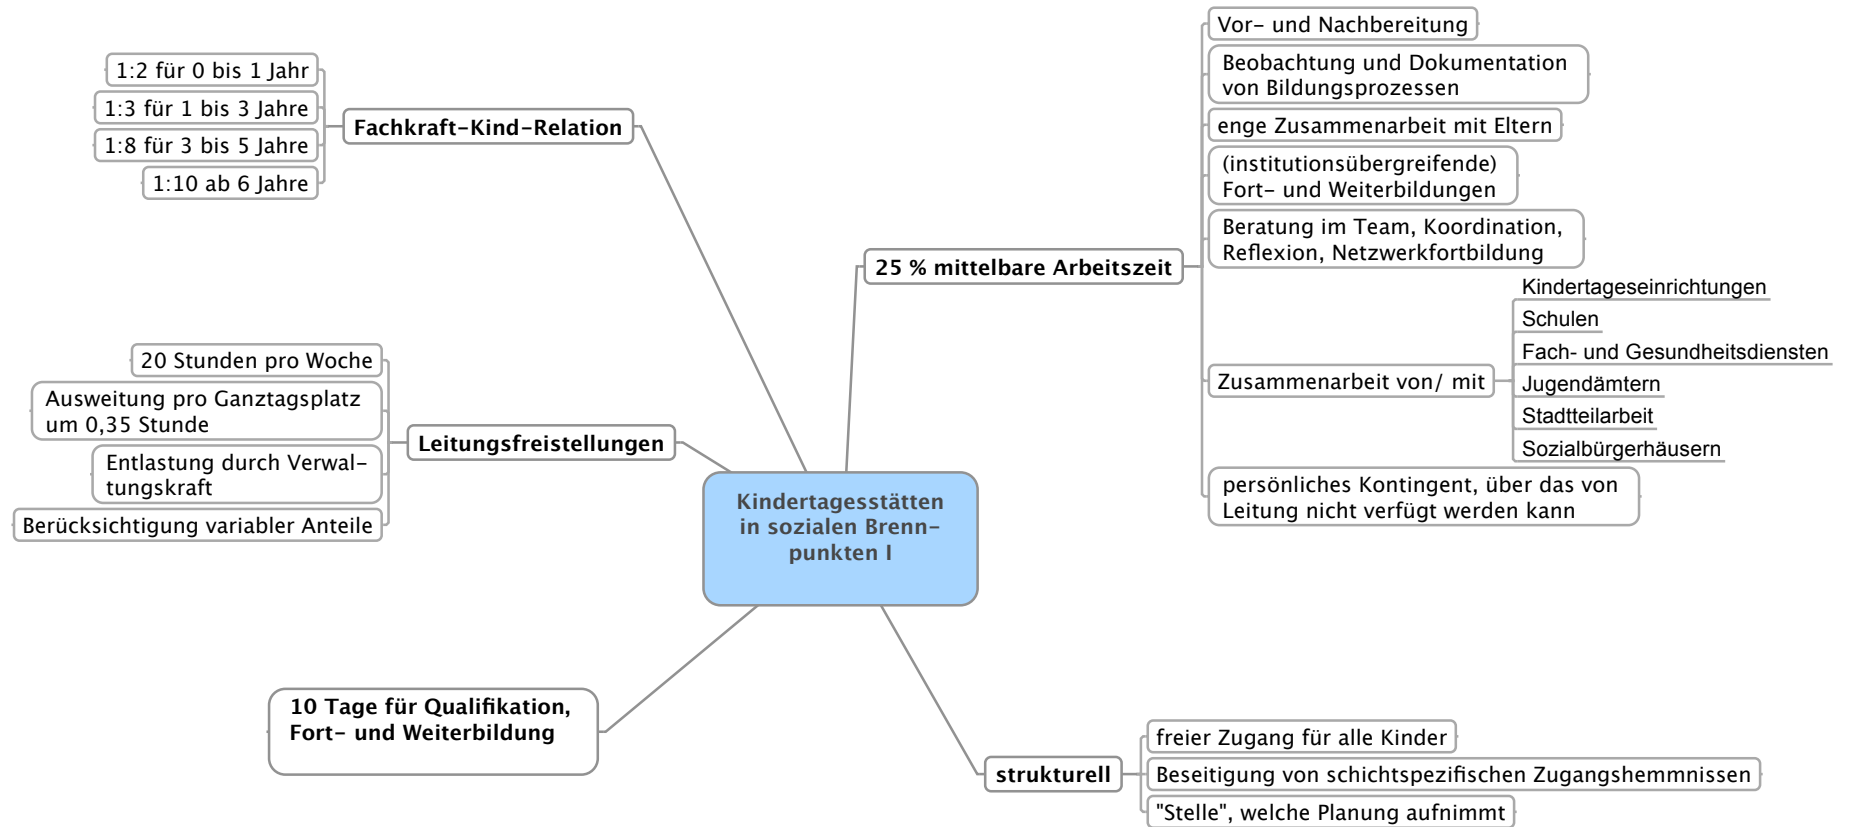 Kindertagesstätten
in sozialen Brenn-
punkten I
Fachkraft-Kind-Relation
1:2 für 0 bis 1 Jahr
1:3 für 1 bis 3 Jahre
1:8 für 3 bis 5 Jahre
1:10 ab 6 Jahre
Leitungsfreistellungen
20 Stunden pro Woche
Ausweitung pro Ganztagsplatz
um 0,35 Stunde
Entlastung durch Verwal-
tungskraft
Berücksichtigung variabler Anteile
10 Tage für Qualifikation,
Fort- und Weiterbildung
25 % mittelbare Arbeitszeit
Vor- und Nachbereitung
Beobachtung und Dokumentation
von Bildungsprozessen
enge Zusammenarbeit mit Eltern
(institutionsübergreifende)
Fort- und Weiterbildungen
Beratung im Team, Koordination,
Reflexion, Netzwerkfortbildung
Zusammenarbeit von/ mit
Kindertageseinrichtungen
Schulen
Fach- und Gesundheitsdiensten
Jugendämtern
Stadtteilarbeit
Sozialbürgerhäusern
persönliches Kontingent, über das von
Leitung nicht verfügt werden kann
strukturell
freier Zugang für alle Kinder
Beseitigung von schichtspezifischen Zugangshemmnissen
"Stelle", welche Planung aufnimmt